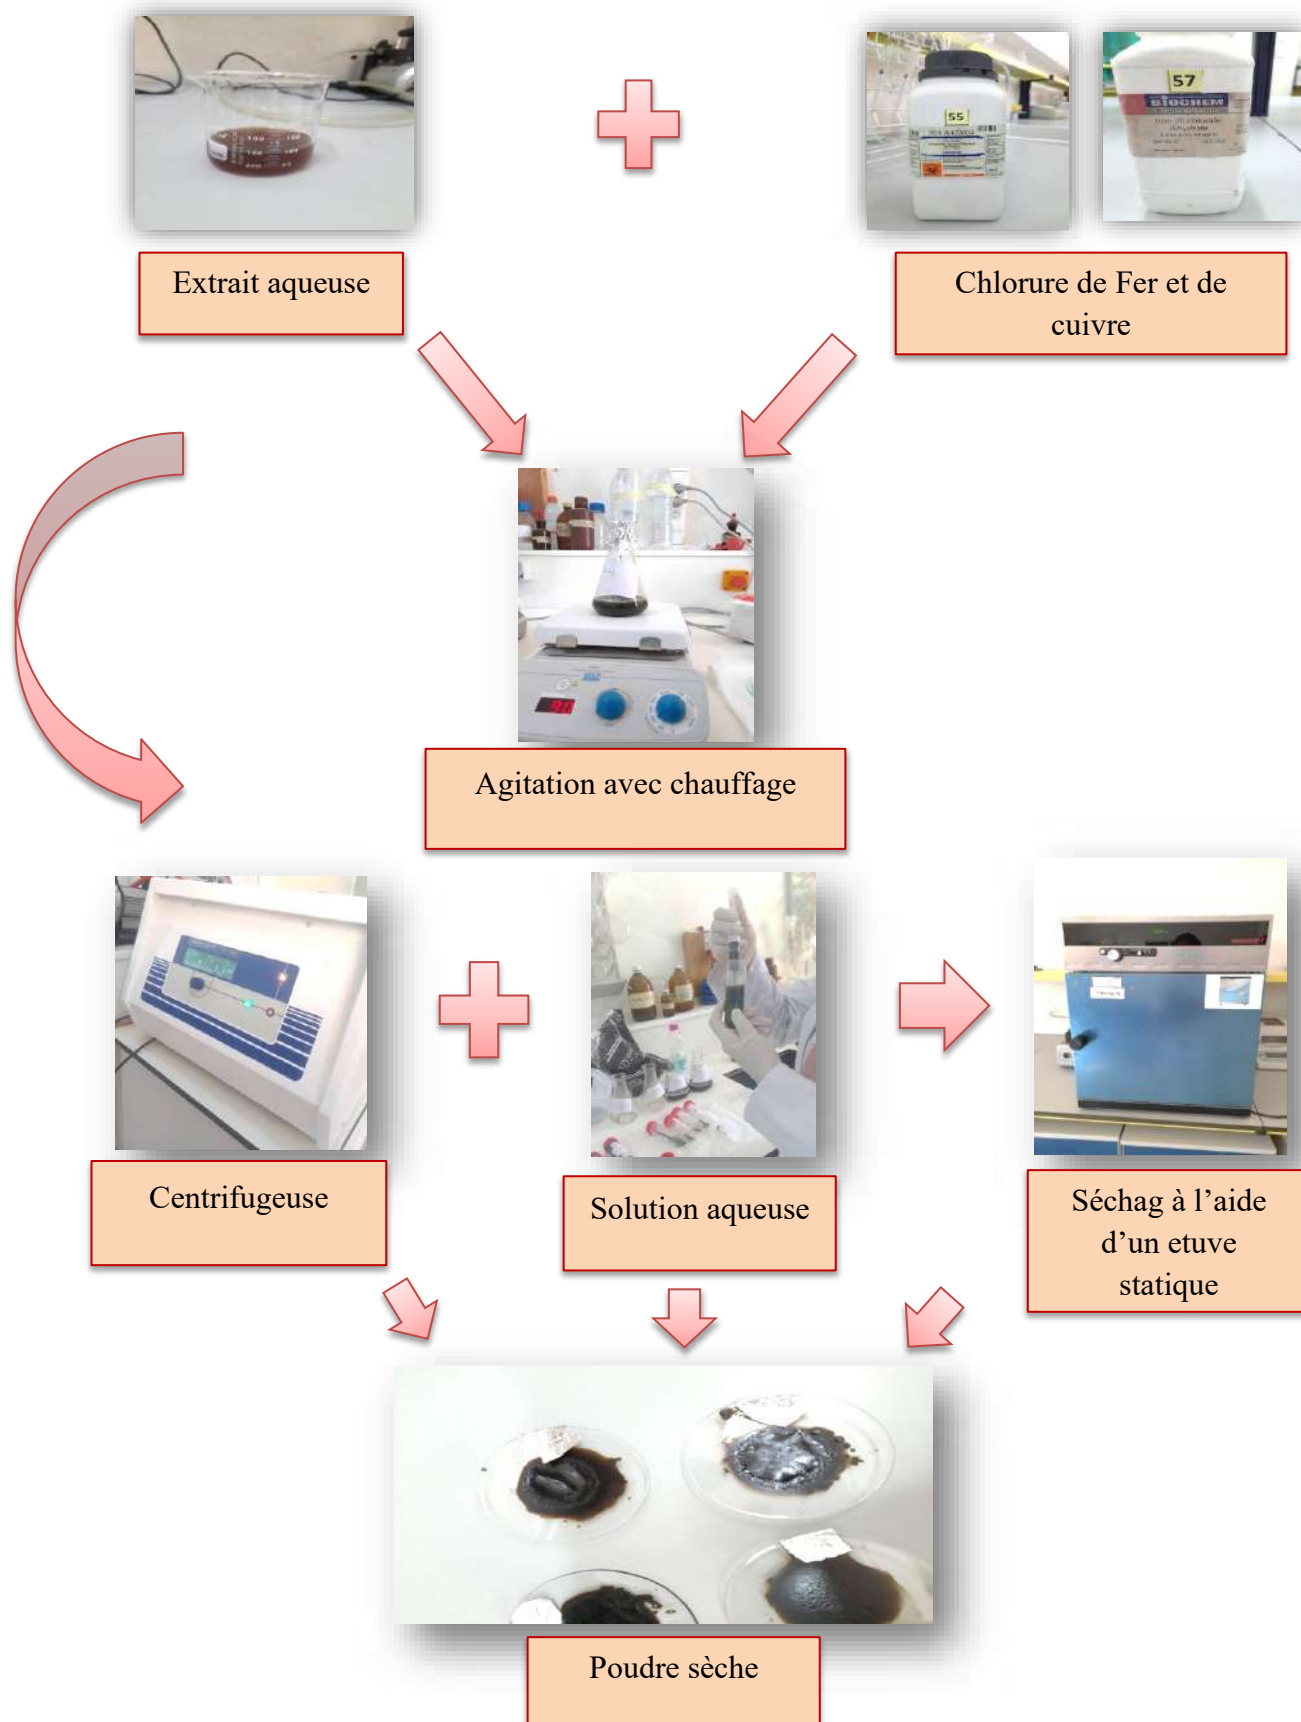 55
57
BIOCHEM
Extrait aqueuse
Chlorure de Fer et de
cuivre
90
Agitation avec chauffage
Centrifugeuse
Solution aqueuse
Séchag à l’aide
d’un etuve
statique
Poudre sèche